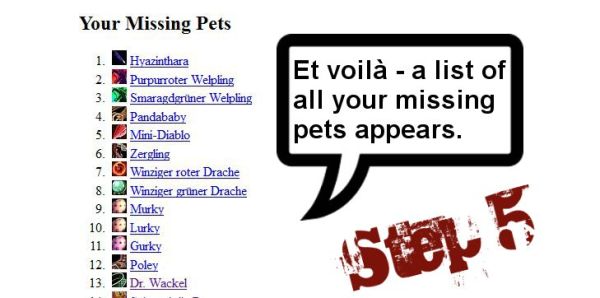 Your Missing Pets
1. Hyazinthara
2. Purpurroter Welpling
3. Smaragdgrüner Welpling
4. Pandababy
5. Mini-Diablo
6. Zergling
7. Winziger roter Drache
8. Winziger grüner Drache
9. Murky
10. Lurky
11. Gurky
12. Poley
13. Dr. Wackel
Et voilà - a list of
all your missing
pets appears.
Step 5